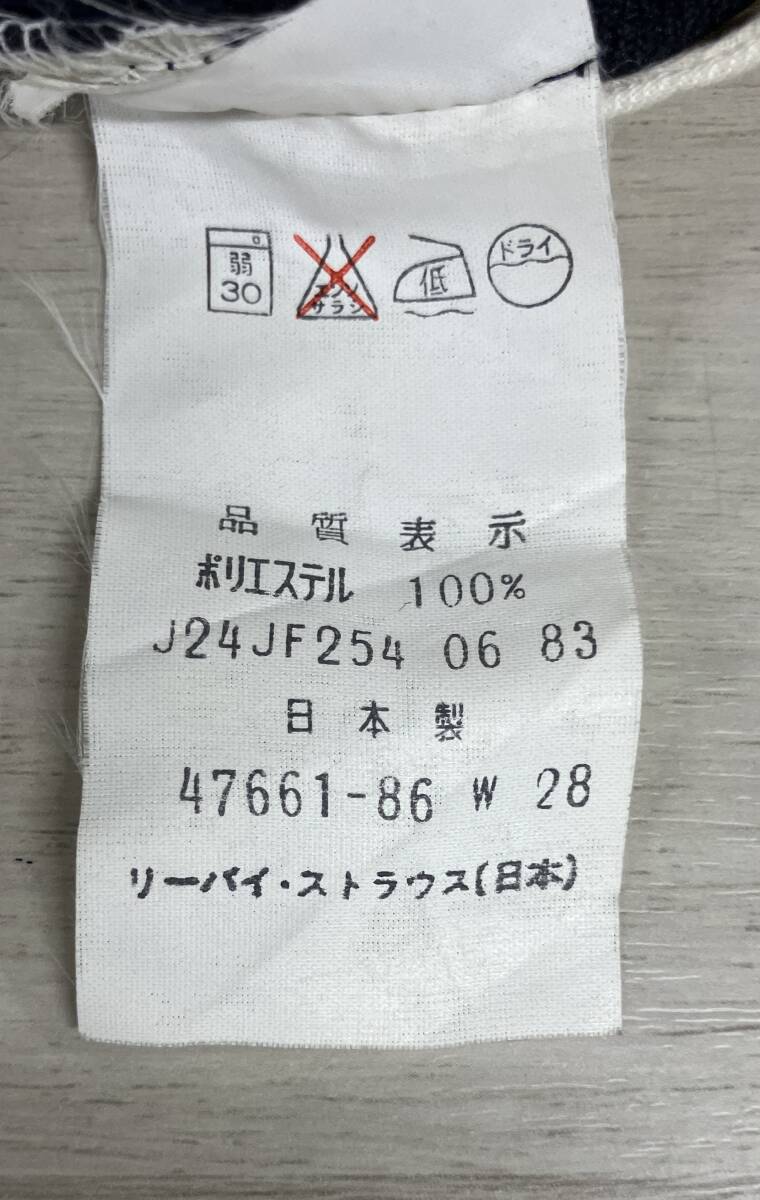 弱 30 エンソサラシ 低 ドライ
品質表示
ポリエステル 100%
J24JF254 06 83
日本製
47661-86 W 28
リーバイ・ストラウス(日本)